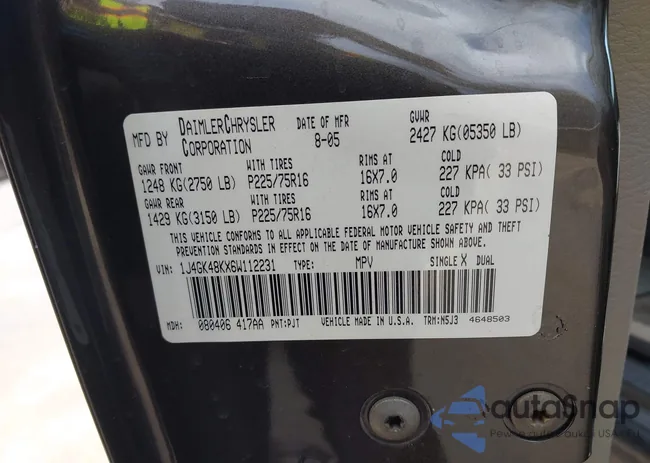 MFD BY DAIMLERCHRYSLER CORPORATION DATE OF MFR 8-05 GVWR 2427 KG(05350 LB)
GAWR FRONT WITH TIRES RIMS AT COLD
1248 KG(2750 LB) P225/75R16 16X7.0 227 KPA( 33 PSI)
GAWR REAR WITH TIRES RIMS AT COLD
1429 KG(3150 LB) P225/75R16 16X7.0 227 KPA( 33 PSI)
THIS VEHICLE CONFORMS TO ALL APPLICABLE FEDERAL MOTOR VEHICLE SAFETY AND THEFT
PREVENTION STANDARDS IN EFFECT ON THE DATE OF MANUFACTURE SHOWN ABOVE.
VIN: 1J4GK48KX6W112231 TYPE: MPV SINGLE X DUAL
MDH: 080406 417AA PNT:PJT VEHICLE MADE IN U.S.A. TRM:NSJ3 4648503
autoSnap